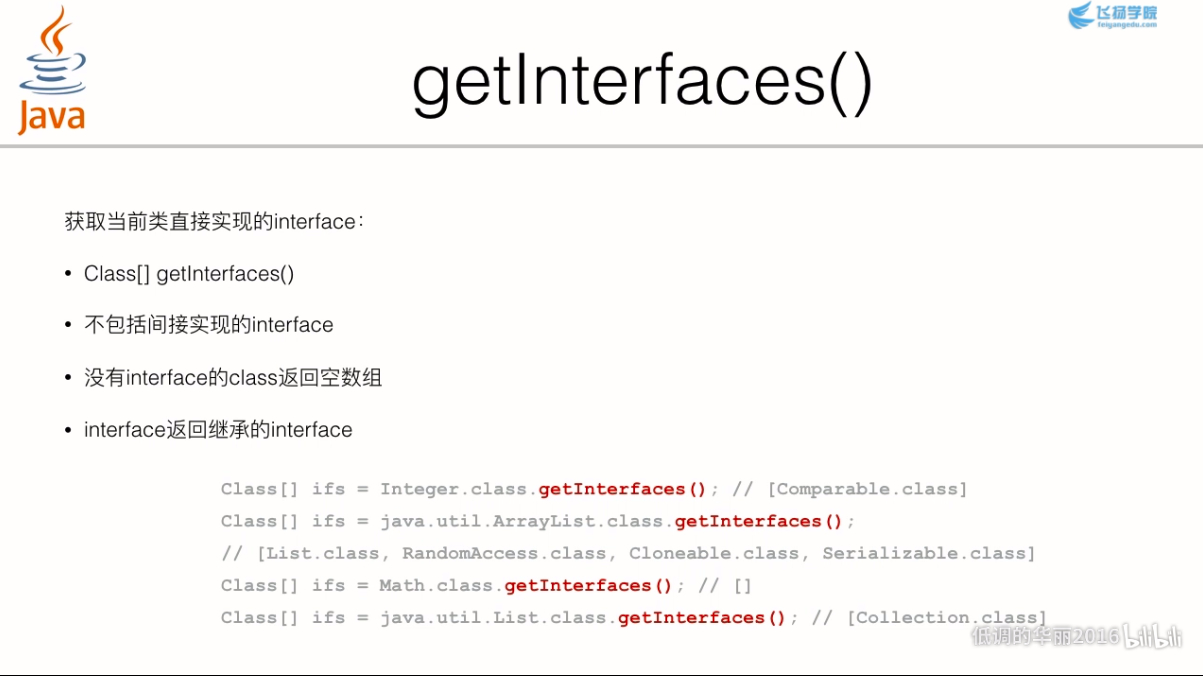 飞扬学院
feiyangedu.com
Java
getInterfaces()
获取当前类直接实现的interface：
• Class[] getInterfaces()
• 不包括间接实现的interface
• 没有interface的class返回空数组
• interface返回继承的interface
Class[] ifs = Integer.class.getInterfaces(); // [Comparable.class]
Class[] ifs = java.util.ArrayList.class.getInterfaces();
// [List.class, RandomAccess.class, Cloneable.class, Serializable.class]
Class[] ifs = Math.class.getInterfaces(); // []
Class[] ifs = java.util.List.class.getInterfaces(); // [Collection.class]
低调的华丽2016 bilibili